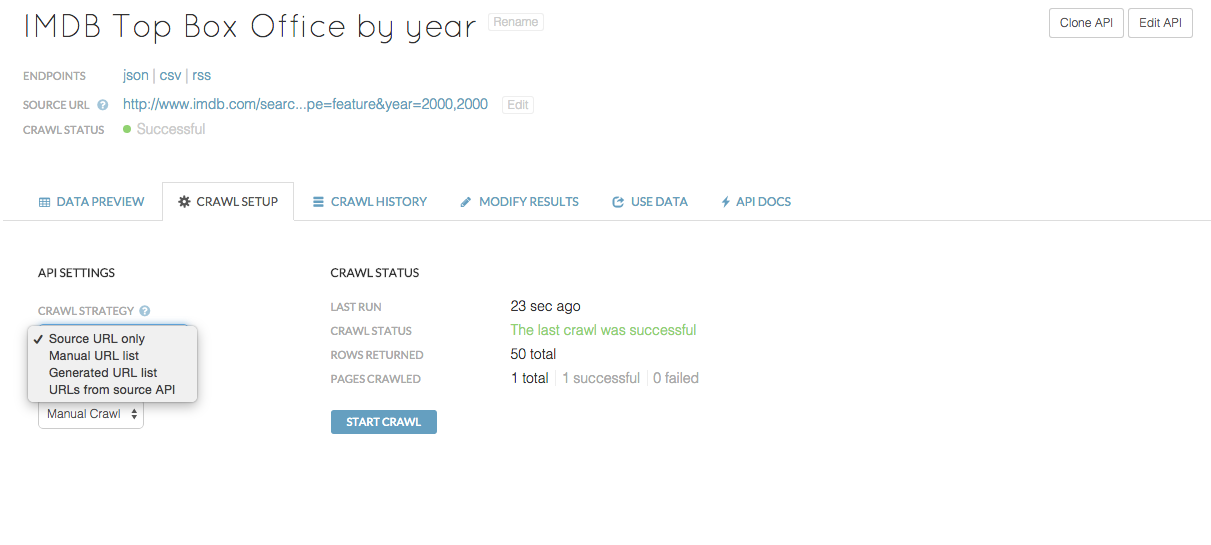 IMDB Top Box Office by year Rename Clone API Edit API
ENDPOINTS json | csv | rss
SOURCE URL ? http://www.imdb.com/searc...pe=feature&year=2000,2000 Edit
CRAWL STATUS Successful
DATA PREVIEW CRAWL SETUP CRAWL HISTORY MODIFY RESULTS USE DATA API DOCS
API SETTINGS CRAWL STATUS
CRAWL STRATEGY ? LAST RUN 23 sec ago
✓ Source URL only CRAWL STATUS The last crawl was successful
Manual URL list ROWS RETURNED 50 total
Generated URL list PAGES CRAWLED 1 total | 1 successful | 0 failed
URLs from source API
Manual Crawl START CRAWL